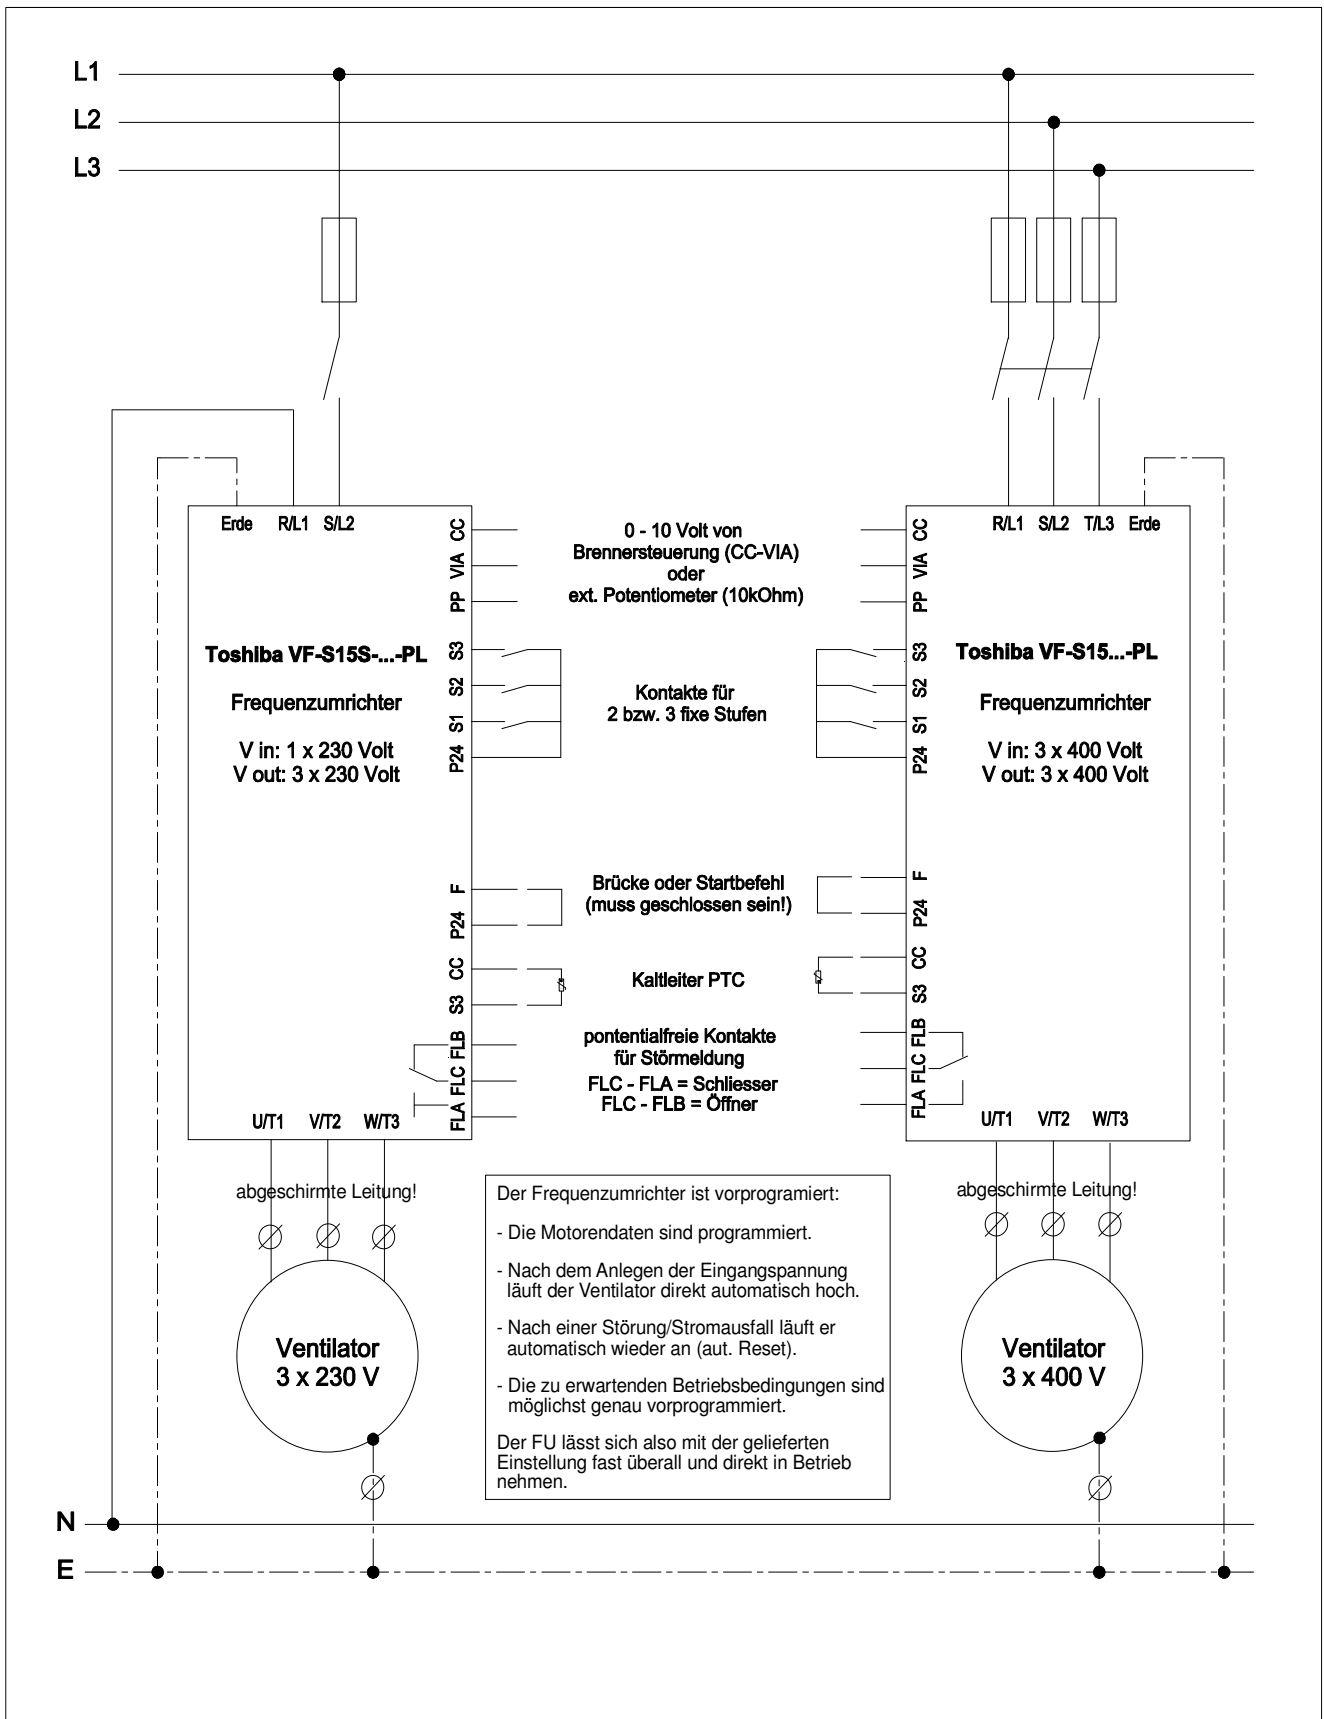 L1
L2
L3
Erde R/L1 S/L2
CC
VIA
PP
S3
S2
S1
P24
F
P24
CC
S3
FLB
FLC
FLA
Toshiba VF-S15S-...-PL
Frequenzumrichter
V in: 1 x 230 Volt
V out: 3 x 230 Volt
U/T1 V/T2 W/T3
0 - 10 Volt von
Brennersteuerung (CC-VIA)
oder
ext. Potentiometer (10kOhm)
Kontakte für
2 bzw. 3 fixe Stufen
Brücke oder Startbefehl
(muss geschlossen sein!)
Kaltleiter PTC
pontentialfreie Kontakte
für Störmeldung
FLC - FLA = Schliesser
FLC - FLB = Öffner
R/L1 S/L2 T/L3 Erde
CC
VIA
PP
S3
S2
S1
P24
F
P24
CC
S3
FLB
FLC
FLA
Toshiba VF-S15...-PL
Frequenzumrichter
V in: 3 x 400 Volt
V out: 3 x 400 Volt
U/T1 V/T2 W/T3
abgeschirmte Leitung!
Ventilator
3 x 230 V
Der Frequenzumrichter ist vorprogramiert:
- Die Motorendaten sind programmiert.
- Nach dem Anlegen der Eingangspannung
läuft der Ventilator direkt automatisch hoch.
- Nach einer Störung/Stromausfall läuft er
automatisch wieder an (aut. Reset).
- Die zu erwartenden Betriebsbedingungen sind
möglichst genau vorprogrammiert.
Der FU lässt sich also mit der gelieferten
Einstellung fast überall und direkt in Betrieb
nehmen.
abgeschirmte Leitung!
Ventilator
3 x 400 V
N
E